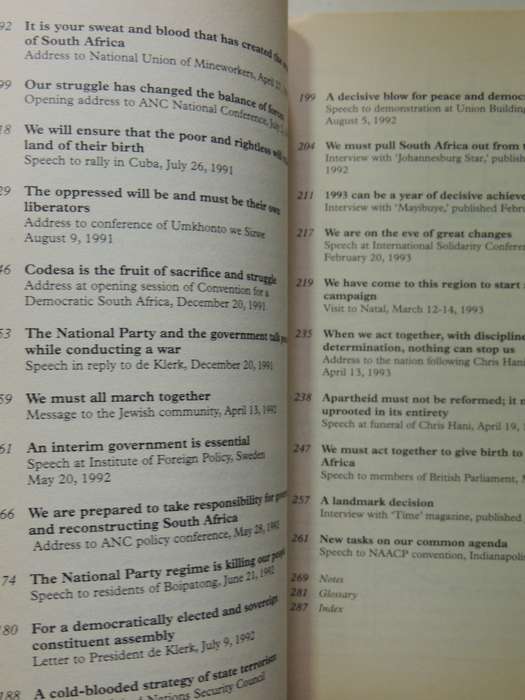 92 It is your sweat and blood that has created the
of South Africa
Address to National Union of Mineworkers, April
99 Our struggle has changed the balance of forces
Opening address to ANC National Conference, July
18 We will ensure that the poor and rightless will
land of their birth
Speech to rally in Cuba, July 26, 1991
29 The oppressed will be and must be their own
liberators
Address to conference of Umkhonto we Sizwe
August 9, 1991
46 Codesa is the fruit of sacrifice and struggle
Address at opening session of Convention for a
Democratic South Africa, December 20, 1991
53 The National Party and the government talk
while conducting a war
Speech in reply to de Klerk, December 20, 1991
59 We must all march together
Message to the Jewish community, April 13, 1992
61 An interim government is essential
Speech at Institute of Foreign Policy, Sweden
May 20, 1992
66 We are prepared to take responsibility for
and reconstructing South Africa
Address to ANC policy conference, May 28, 1992
74 The National Party regime is killing our people
Speech to residents of Boipatong, June 21, 1992
180 For a democratically elected and sovereign
constituent assembly
Letter to President de Klerk, July 9, 1992
188 A cold-blooded strategy of state terrorism
Nations Security Council
199 A decisive blow for peace and democ
Speech to demonstration at Union Building
August 5, 1992
204 We must pull South Africa out from t
Interview with 'Johannesburg Star,' publish
1992
211 1993 can be a year of decisive achieve
Interview with 'Mayibuye,' published Febru
217 We are on the eve of great changes
Speech at International Solidarity Conferen
February 20, 1993
219 We have come to this region to start
campaign
Visit to Natal, March 12-14, 1993
235 When we act together, with discipline
determination, nothing can stop us
Address to the nation following Chris Hani
April 13, 1993
238 Apartheid must not be reformed; it m
uprooted in its entirety
Speech at funeral of Chris Hani, April 19, 1
247 We must act together to give birth to
Africa
Speech to members of British Parliament, M
257 A landmark decision
Interview with 'Time' magazine, published
261 New tasks on our common agenda
Speech to NAACP convention, Indianapolis
269 Notes
281 Glossary
287 Index